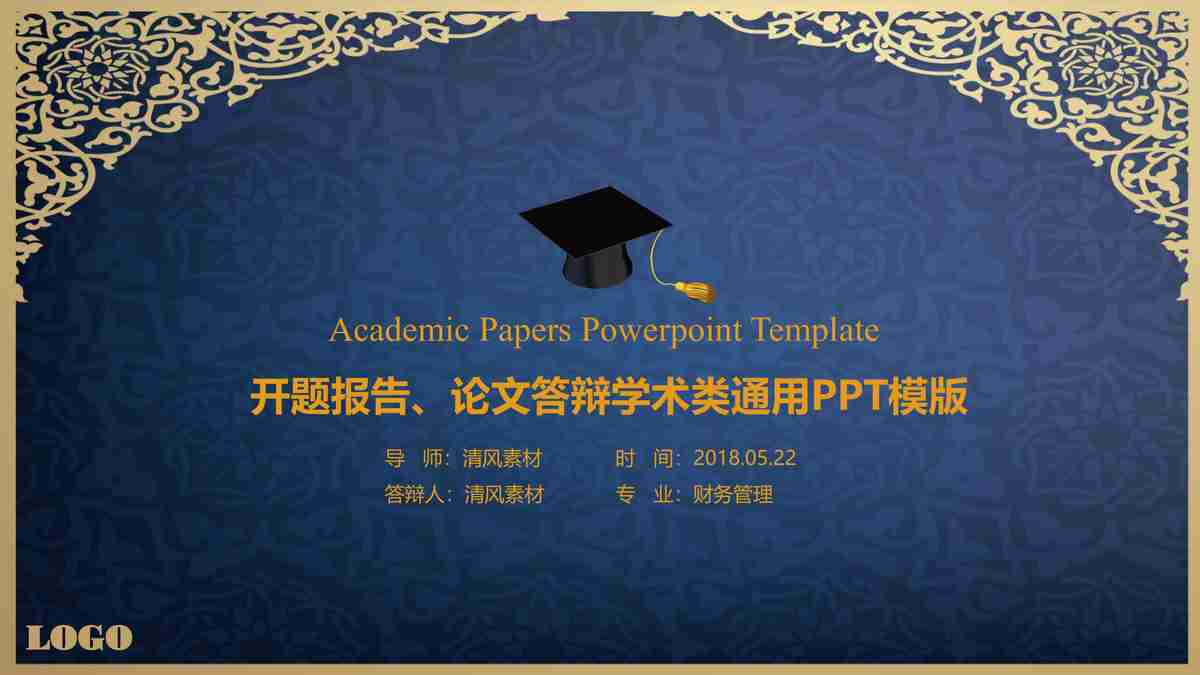 Academic Papers Powerpoint Template
开题报告、论文答辩学术类通用PPT模版
导 师：清风素材 时 间：2018.05.22
答辩人：清风素材 专 业：财务管理
LOGO